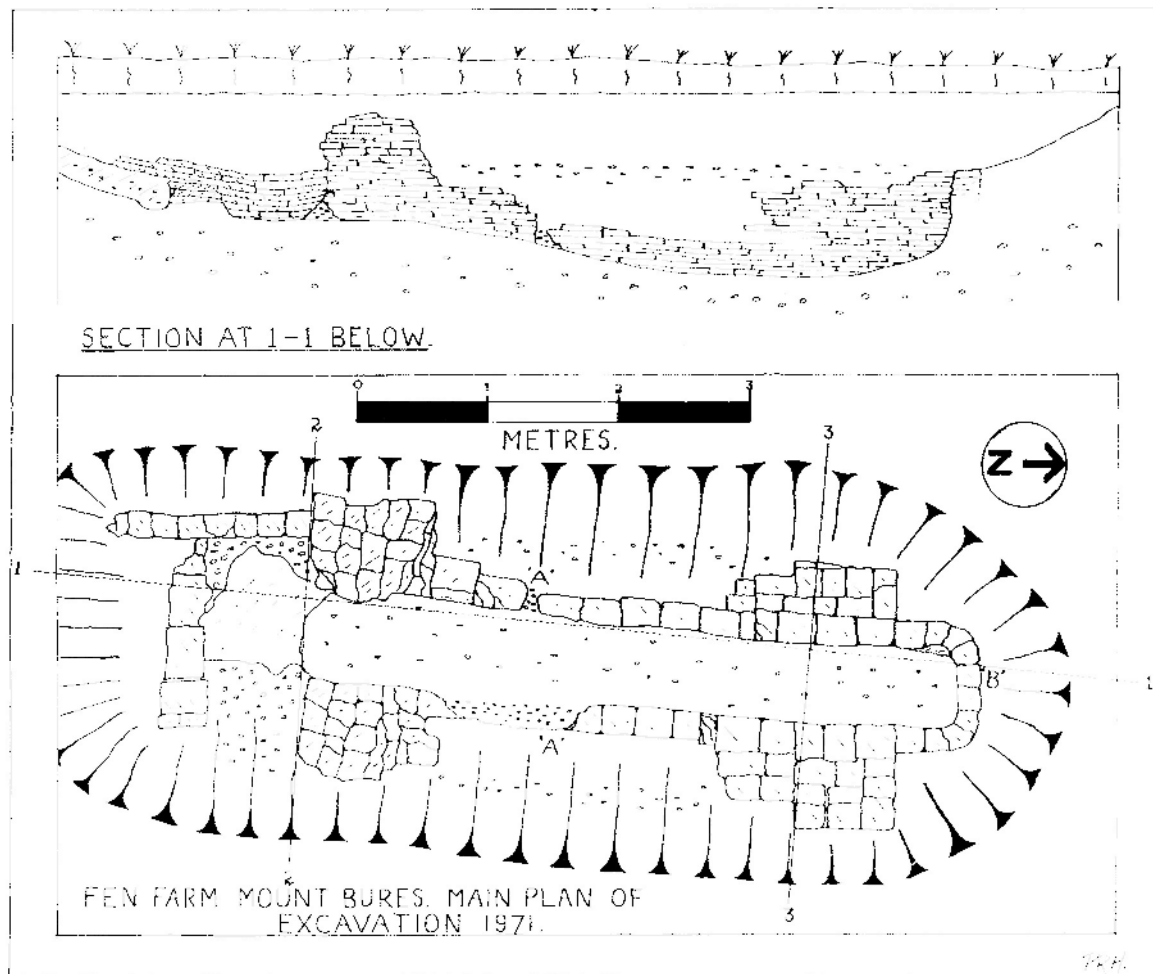 SECTION AT 1-1 BELOW.
0 1 2 3
METRES.
2
3
N
1
'A'
'B'
1
'A'
2
3
FEN FARM MOUNT BURES. MAIN PLAN OF
EXCAVATION 1971.